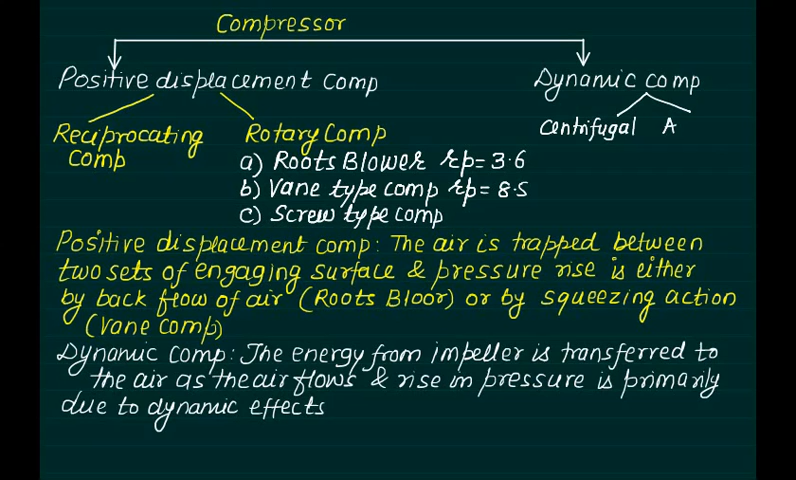 Compressor
Positive displacement comp
Dynamic comp
Reciprocating comp
Rotary Comp
Centrifugal A
a) Roots Blower rp = 3.6
b) Vane type comp rp = 8.5
c) Screw type comp
Positive displacement comp: The air is trapped between
two sets of engaging surface & pressure rise is either
by back flow of air (Roots Bloor) or by squeezing action
(Vane Comp)
Dynamic comp: The energy from impeller is transferred to
the air as the air flows & rise in pressure is primarily
due to dynamic effects